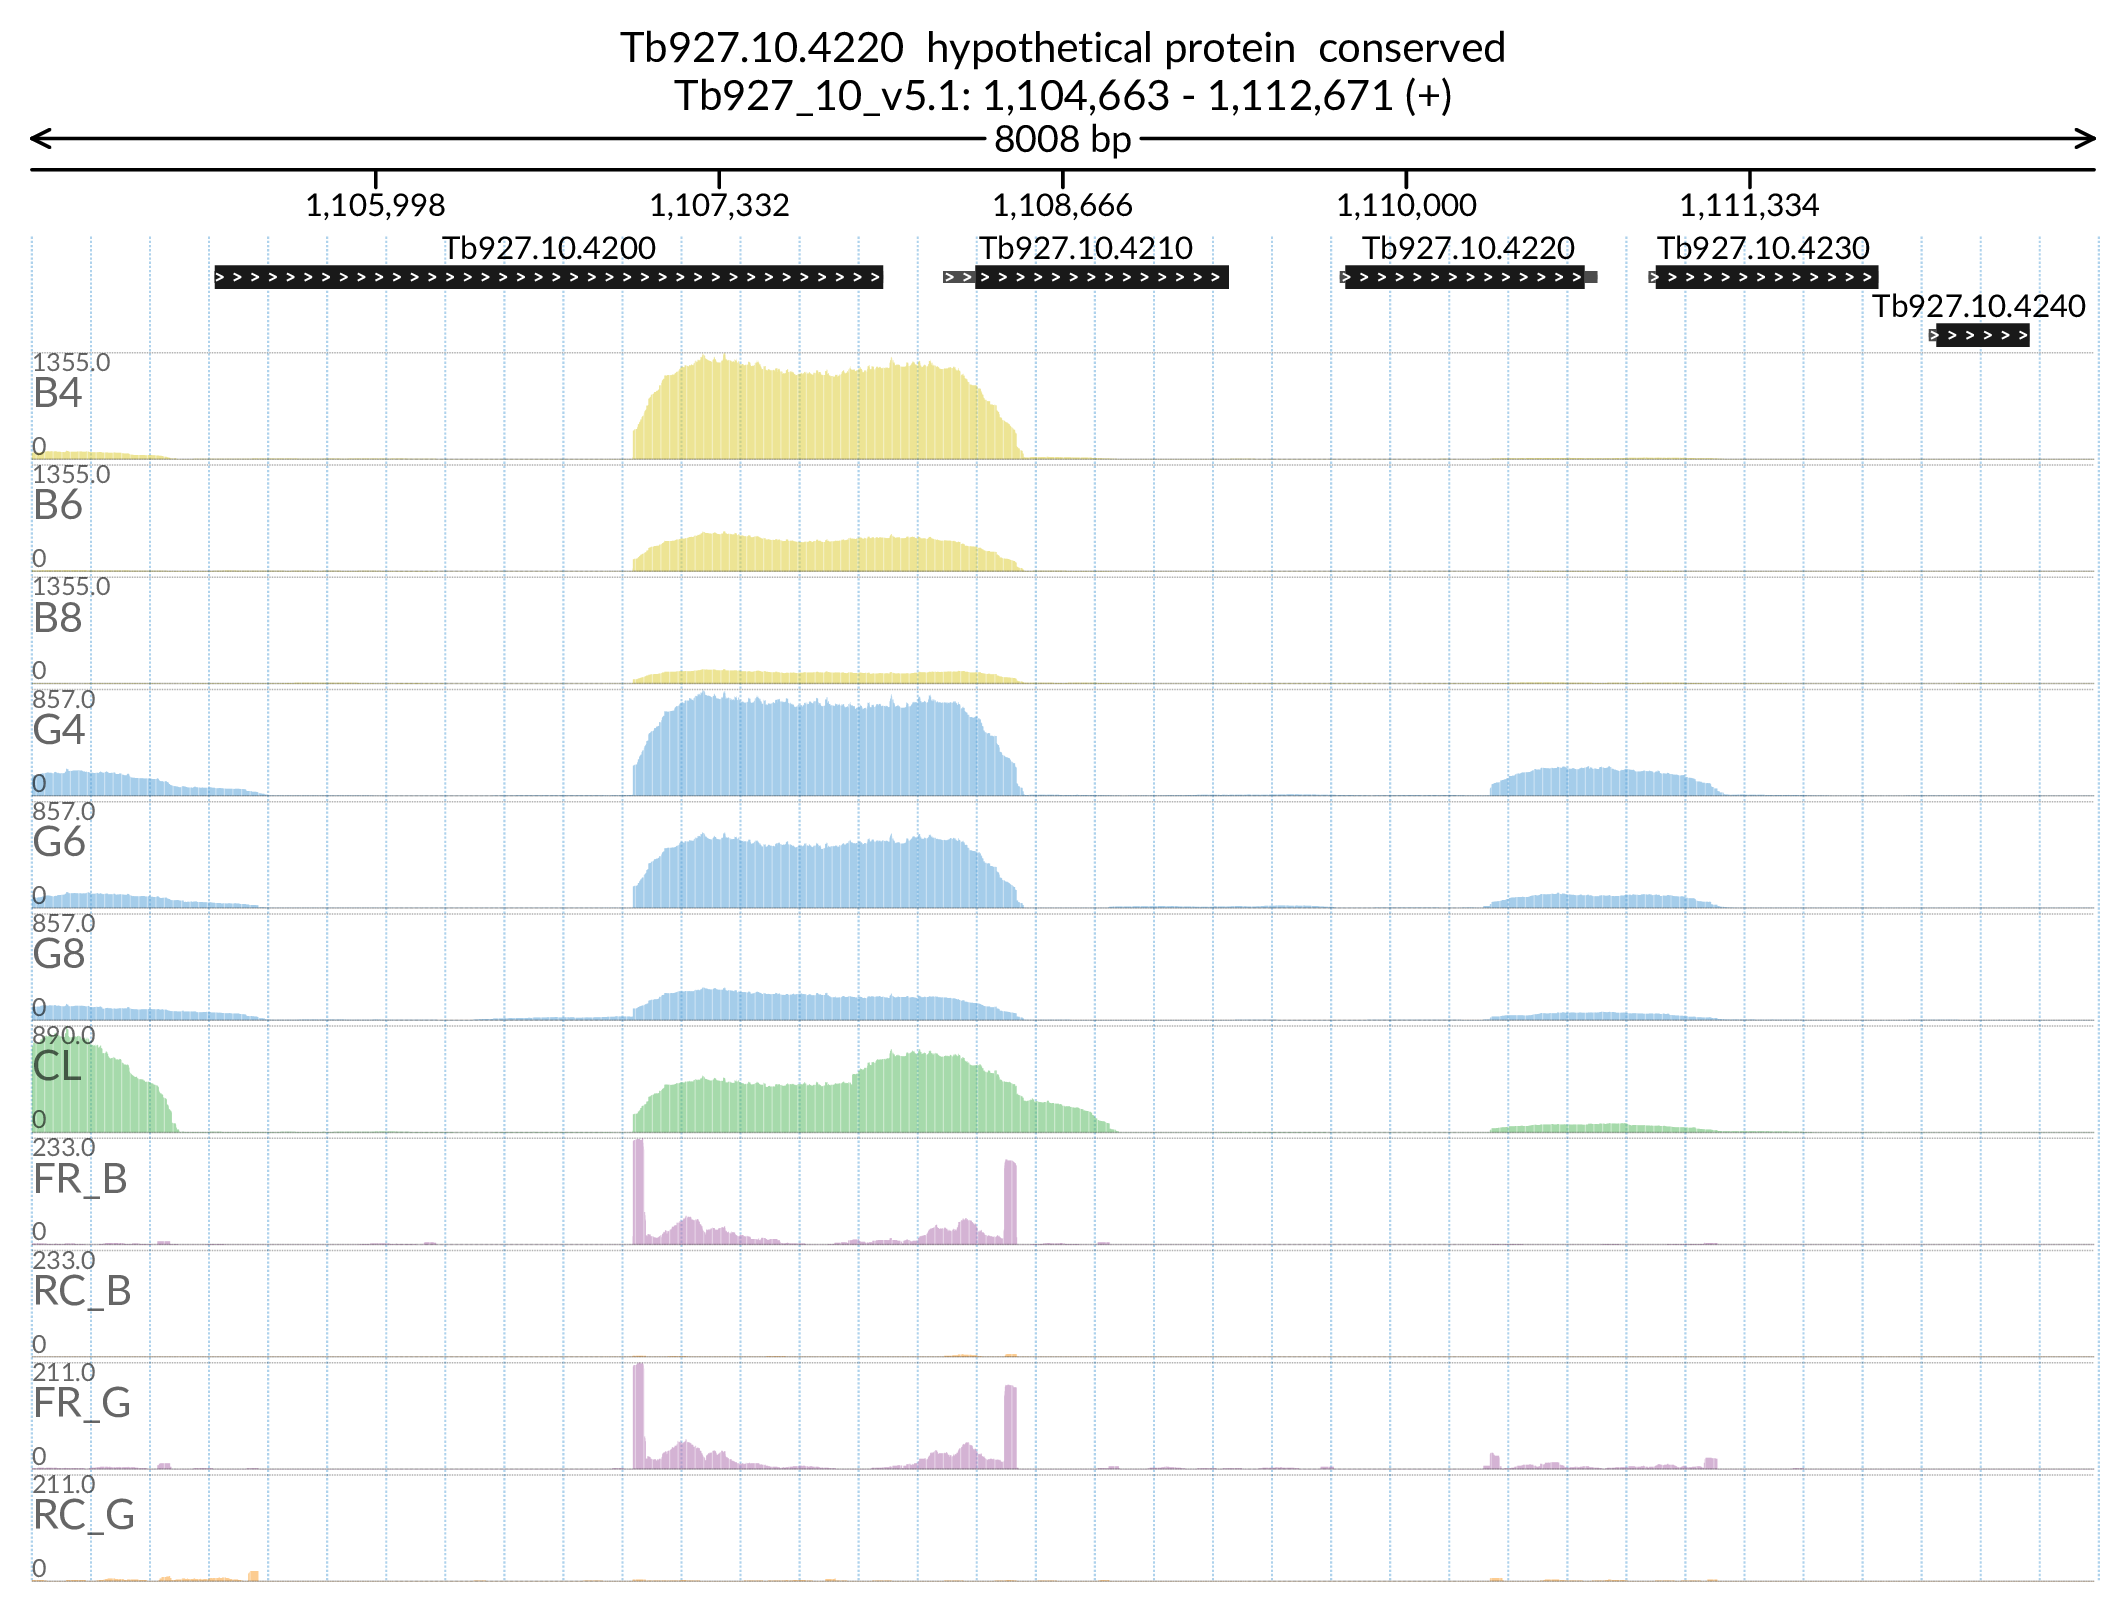 Tb927.10.4220 hypothetical protein conserved
Tb927_10_v5.1: 1,104,663 - 1,112,671 (+)
8008 bp
1,105,998 1,107,332 1,108,666 1,110,000 1,111,334
Tb927.10.4200 Tb927.10.4210 Tb927.10.4220 Tb927.10.4230
Tb927.10.4240
1355.0
B4
0
1355.0
B6
0
1355.0
B8
0
857.0
G4
0
857.0
G6
0
857.0
G8
0
890.0
CL
0
233.0
FR_B
0
233.0
RC_B
0
211.0
FR_G
0
211.0
RC_G
0